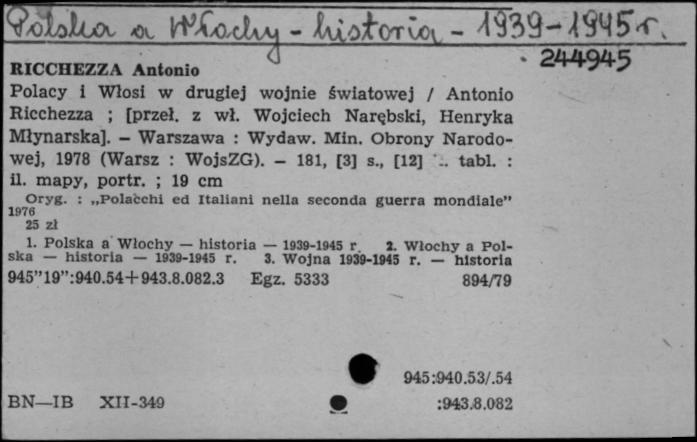 Polska a Włochy - historia - 1939-1945 r.
244945
RICCHEZZA Antonio
Polacy i Włosi w drugiej wojnie światowej / Antonio
Ricchezza ; [przeł. z wł. Wojciech Narębski, Henryka
Młynarska]. — Warszawa : Wydaw. Min. Obrony Narodo-
wej, 1978 (Warsz : WojsZG). — 181, [3] s., [12] .. tabl. :
il. mapy, portr. ; 19 cm
Oryg. : „Polacchi ed Italiani nella seconda guerra mondiale”
1976
25 zł
1. Polska a Włochy — historia — 1939-1945 r. 2. Włochy a Pol-
ska — historia — 1939-1945 r. 3. Wojna 1939-1945 r. — historia
945”19”:940.54+943.8.082.3 Egz. 5333 894/79
945:940.53/.54
BN—IB XII-349 :943.8.082